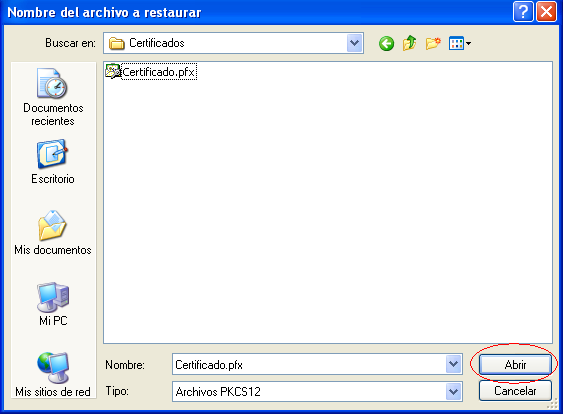 Nombre del archivo a restaurar
Buscar en:
Certificados
Certificado.pfx
Documentos
recientes
Escritorio
Mis documentos
Mi PC
Mis sitios de red
Nombre:
Certificado.pfx
Abrir
Tipo:
Archivos PKCS12
Cancelar